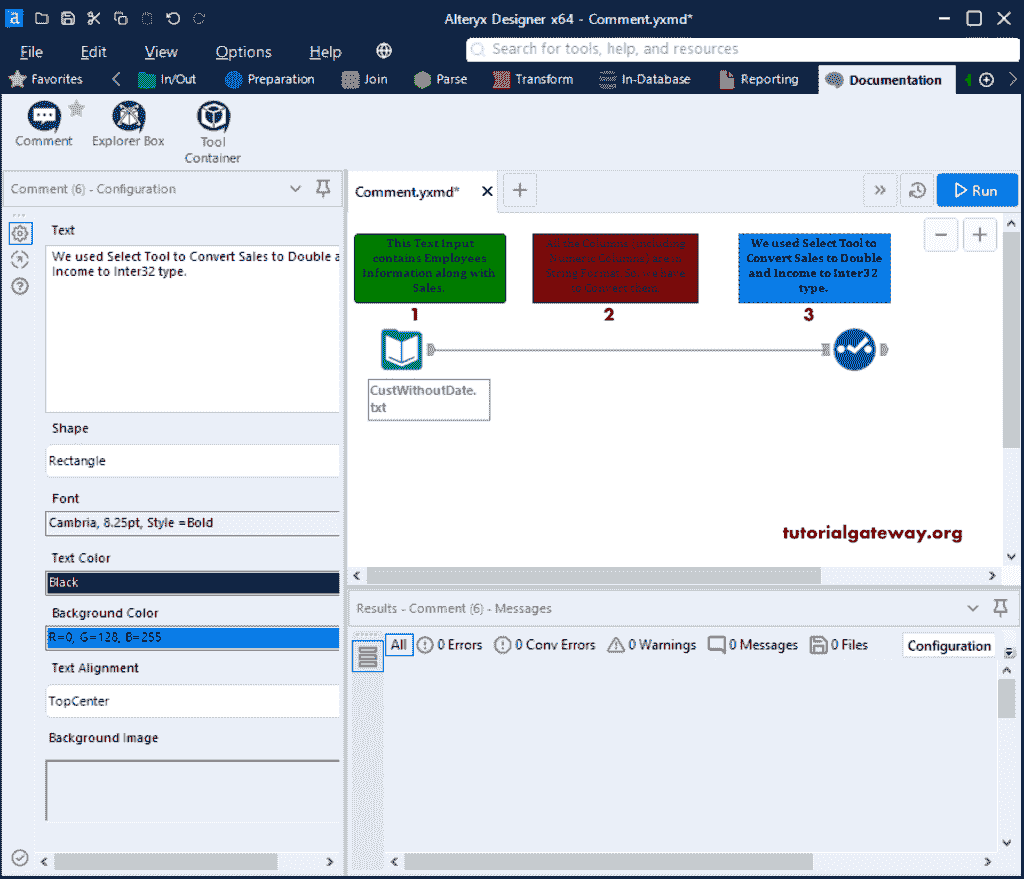 Alteryx Designer x64 - Comment.yxmd*
File Edit View Options Help
Search for tools, help, and resources
Favorites In/Out Preparation Join Parse Transform In-Database Reporting Documentation
Comment Explorer Box Tool
Container
Comment (6) - Configuration
Text
We used Select Tool to Convert Sales to Double a
Income to Inter32 type.
Shape
Rectangle
Font
Cambria, 8.25pt, Style =Bold
Text Color
Black
Background Color
R=0, G=128, B=255
Text Alignment
TopCenter
Background Image
Comment.yxmd*
Run
This Text Input
contains Employees
Information along with
Sales.
1
All the Columns
2
We used Select Tool to
Convert Sales to Double
and Income to Inter32
type.
3
CustWithoutDate.
txt
tutorialgateway.org
Results - Comment (6) - Messages
All 0 Errors 0 Conv Errors 0 Warnings 0 Messages 0 Files Configuration